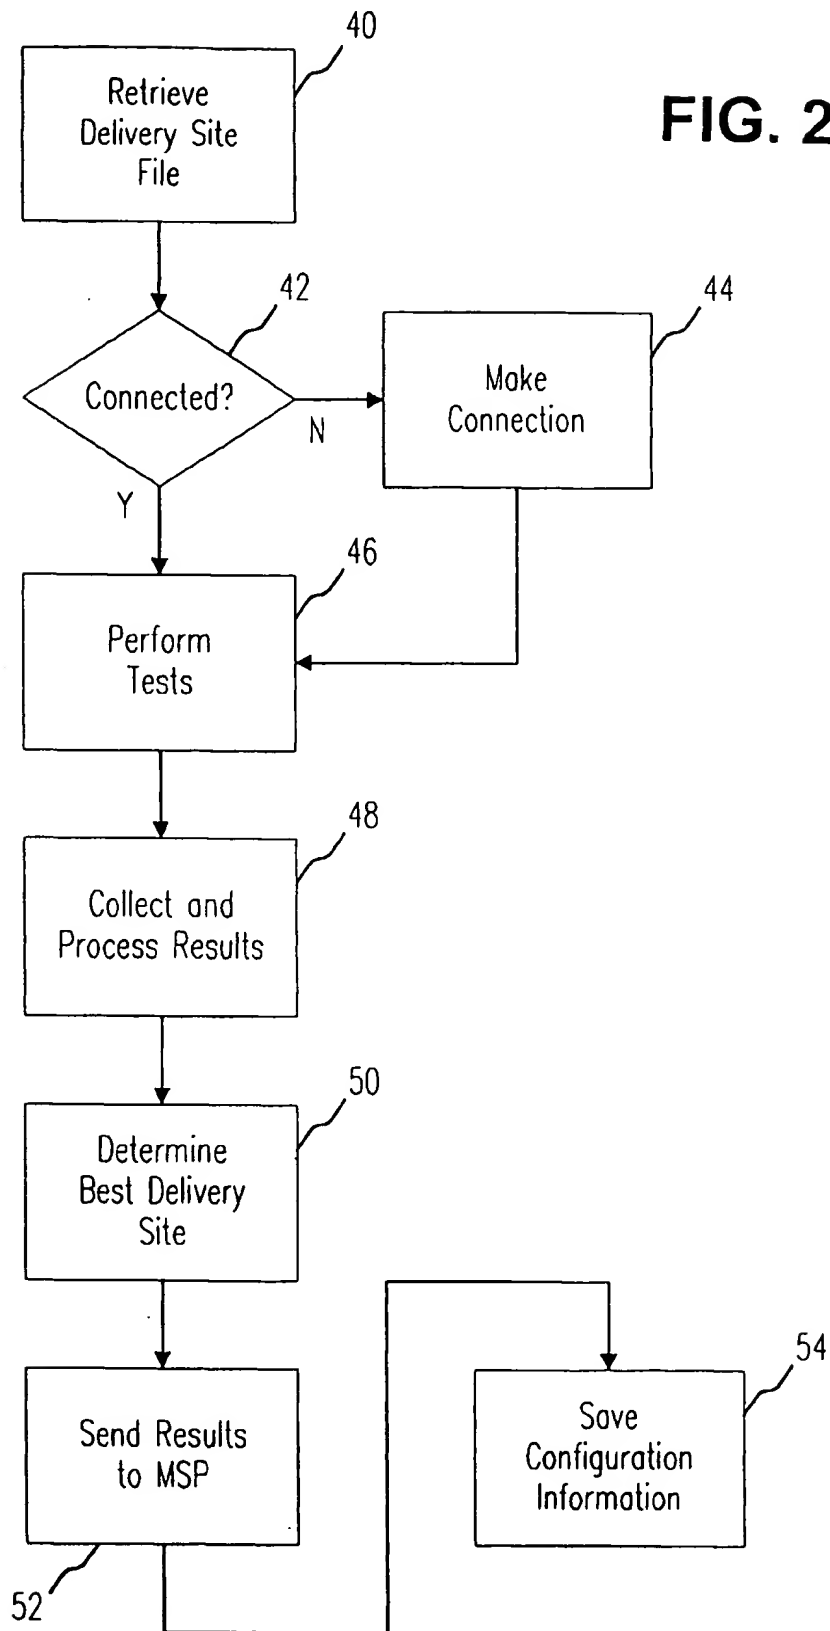 FIG. 2
40
Retrieve
Delivery Site
File
42
Connected?
N
Y
44
Make
Connection
46
Perform
Tests
48
Collect and
Process Results
50
Determine
Best Delivery
Site
52
Send Results
to MSP
54
Save
Configuration
Information